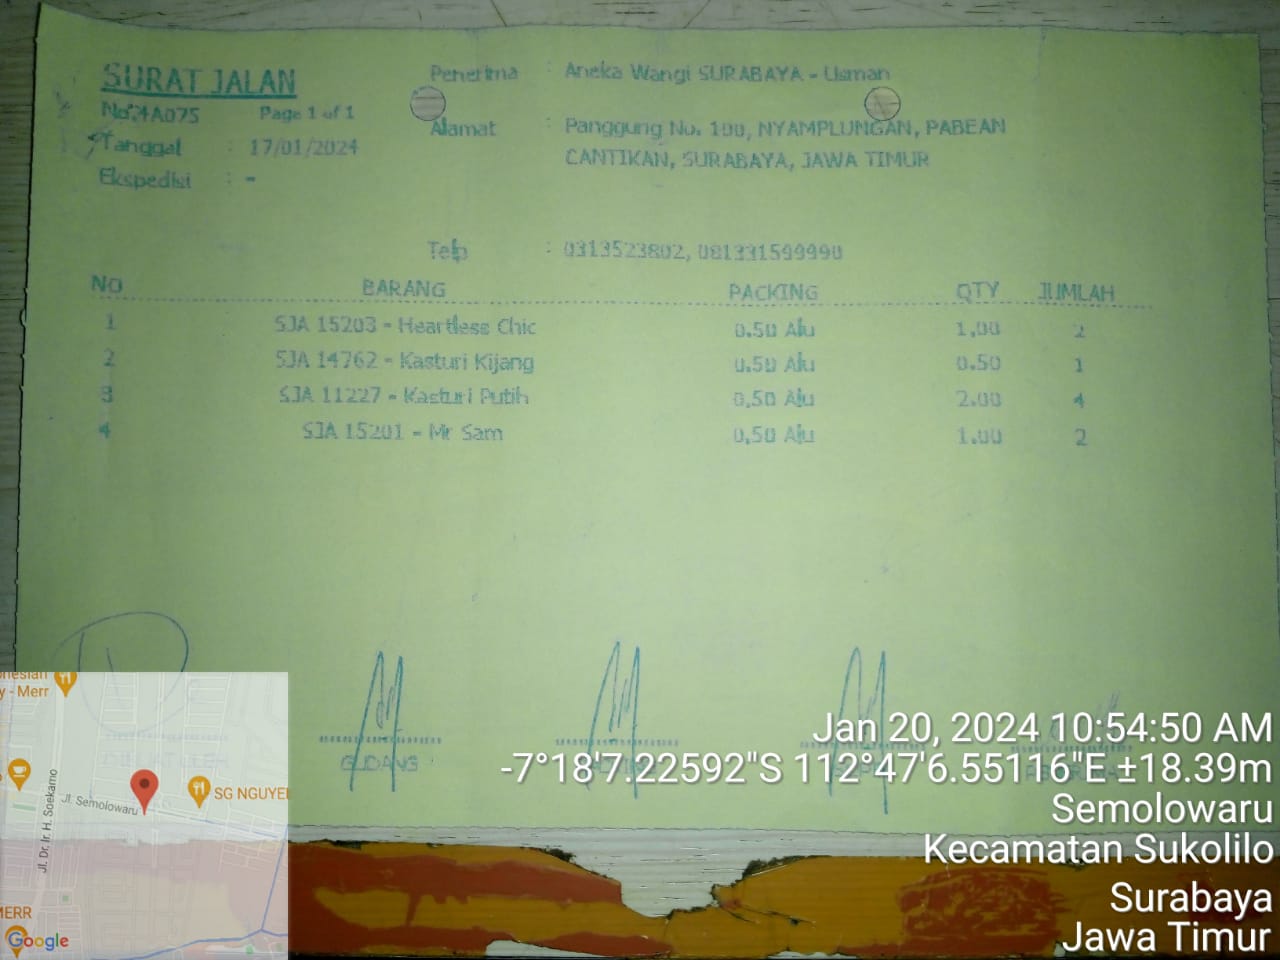 SURAT JALAN
No 24A075 Page 1 of 1
Tanggal : 17/01/2024
Ekspedisi : -
Penerima : Aneka Wangi SURABAYA - Usman
Alamat : Panggung No. 100, NYAMPLUNGAN, PABEAN
CANTIKAN, SURABAYA, JAWA TIMUR
Telp : 0313523802, 081331599990
NO BARANG PACKING QTY JUMLAH
1 SJA 15203 - Heartless Chic 0.50 Alu 1.00 2
2 SJA 14762 - Kasturi Kijang 0.50 Alu 0.50 1
3 SJA 11227 - Kasturi Putih 0,50 Alu 2.00 4
4 SJA 15201 - Mr Sam 0,50 Alu 1.00 2
GUDANG
Jan 20, 2024 10:54:50 AM
-7°18'7.22592"S 112°47'6.55116"E ±18.39m
Semolowaru
Kecamatan Sukolilo
Surabaya
Jawa Timur
y - Merr
Jl. Dr. Ir. H. Soekarno
Jl. Semolowaru
SG NGUYEL
MERR
Google